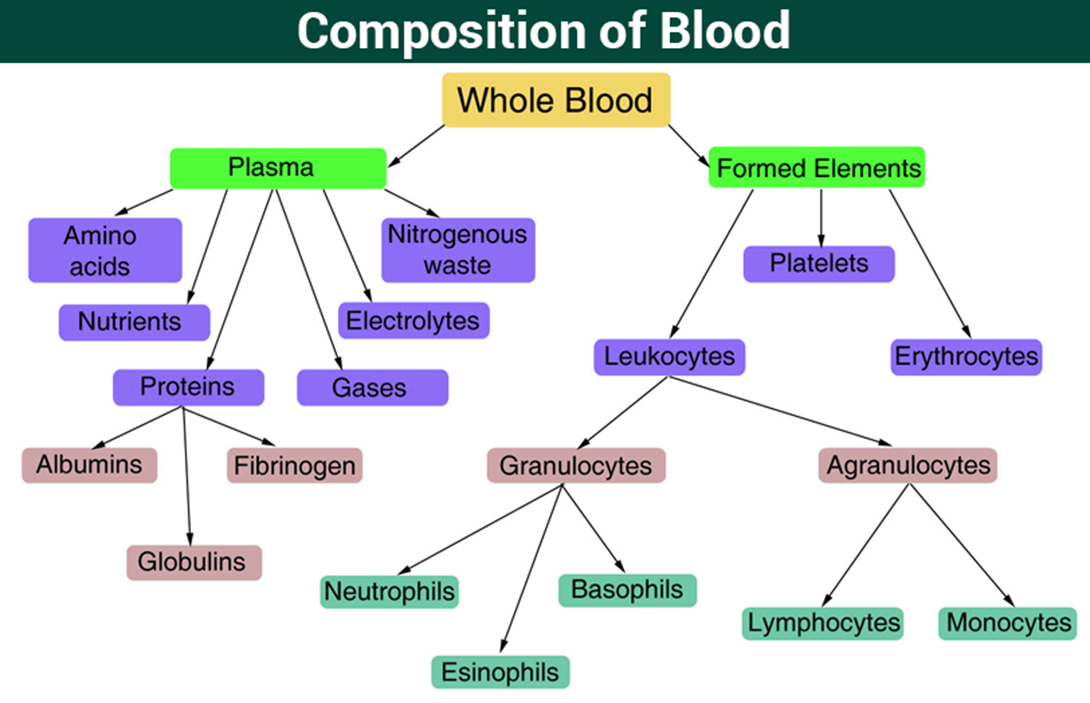 Composition of Blood
Whole Blood
Plasma
Formed Elements
Amino
acids
Nitrogenous
waste
Platelets
Nutrients
Electrolytes
Leukocytes
Erythrocytes
Proteins
Gases
Albumins
Fibrinogen
Granulocytes
Agranulocytes
Globulins
Neutrophils
Basophils
Lymphocytes
Monocytes
Esinophils